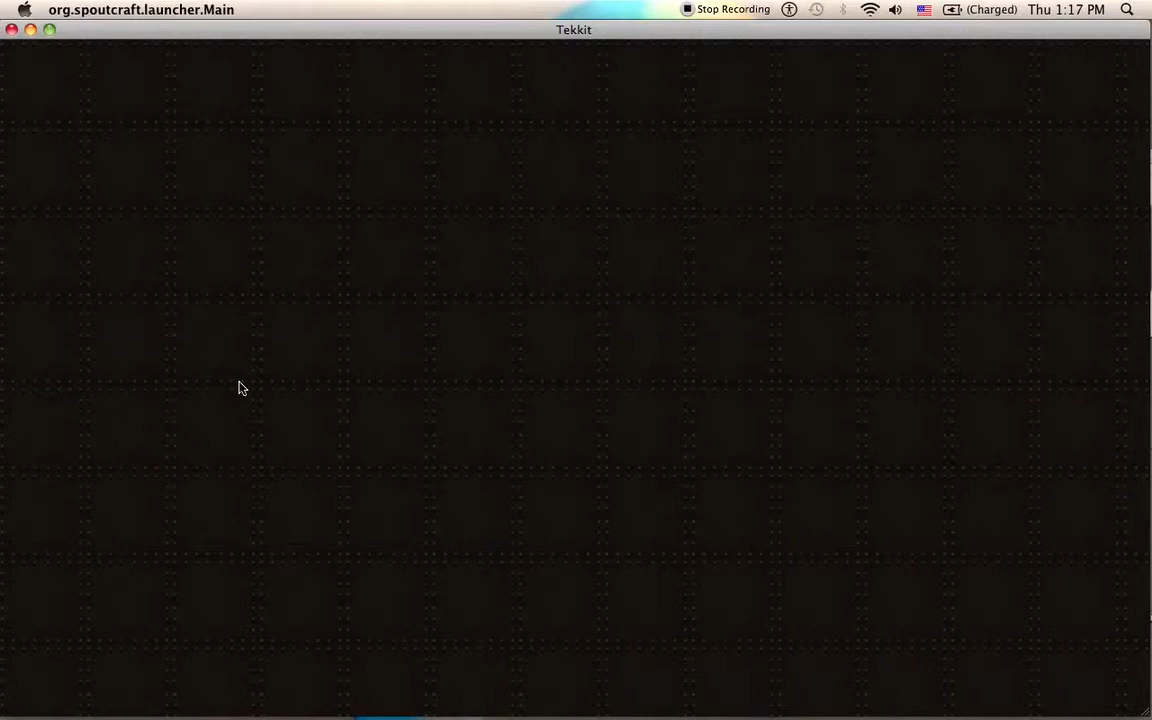 org.spoutcraft.launcher.Main
Stop Recording
(Charged)
Thu 1:17 PM
Tekkit